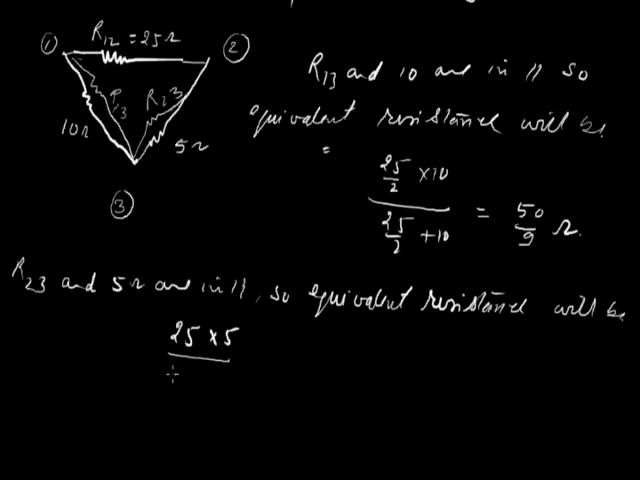 ① R12 = 25Ω ②
R13 R23
10Ω 5Ω
③
R13 and 10 are in || so
equivalent resistance will be
=
25/2 × 10
25/2 + 10
= 50/9 Ω
R23 and 5Ω are in ||, so equivalent resistance will be
25 × 5